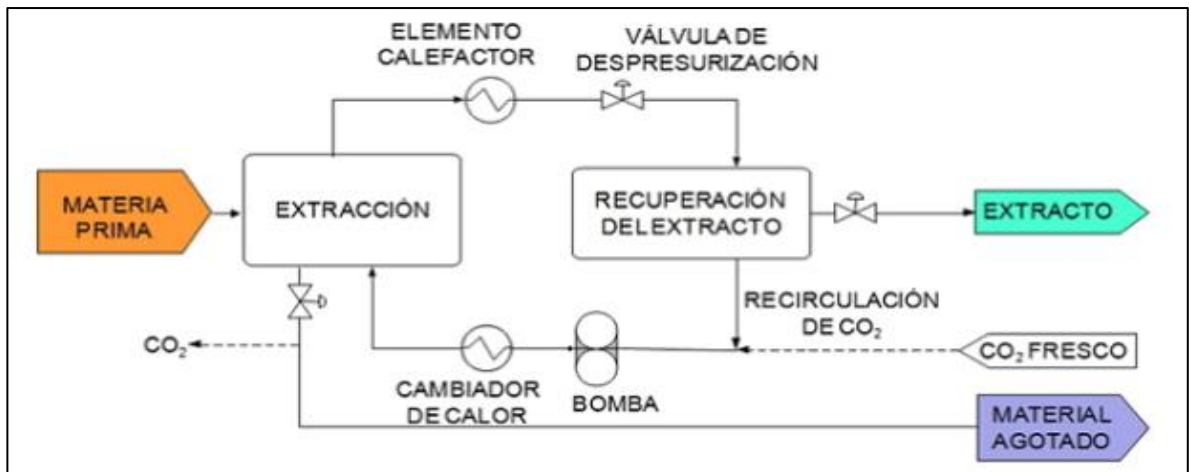 ELEMENTO
CALEFACTOR
VÁLVULA DE
DESPRESURIZACIÓN
MATERIA
PRIMA
EXTRACCIÓN
RECUPERACIÓN
DEL EXTRACTO
EXTRACTO
RECIRCULACIÓN
DE CO₂
CO₂
CO₂ FRESCO
CAMBIADOR
DE CALOR
BOMBA
MATERIAL
AGOTADO